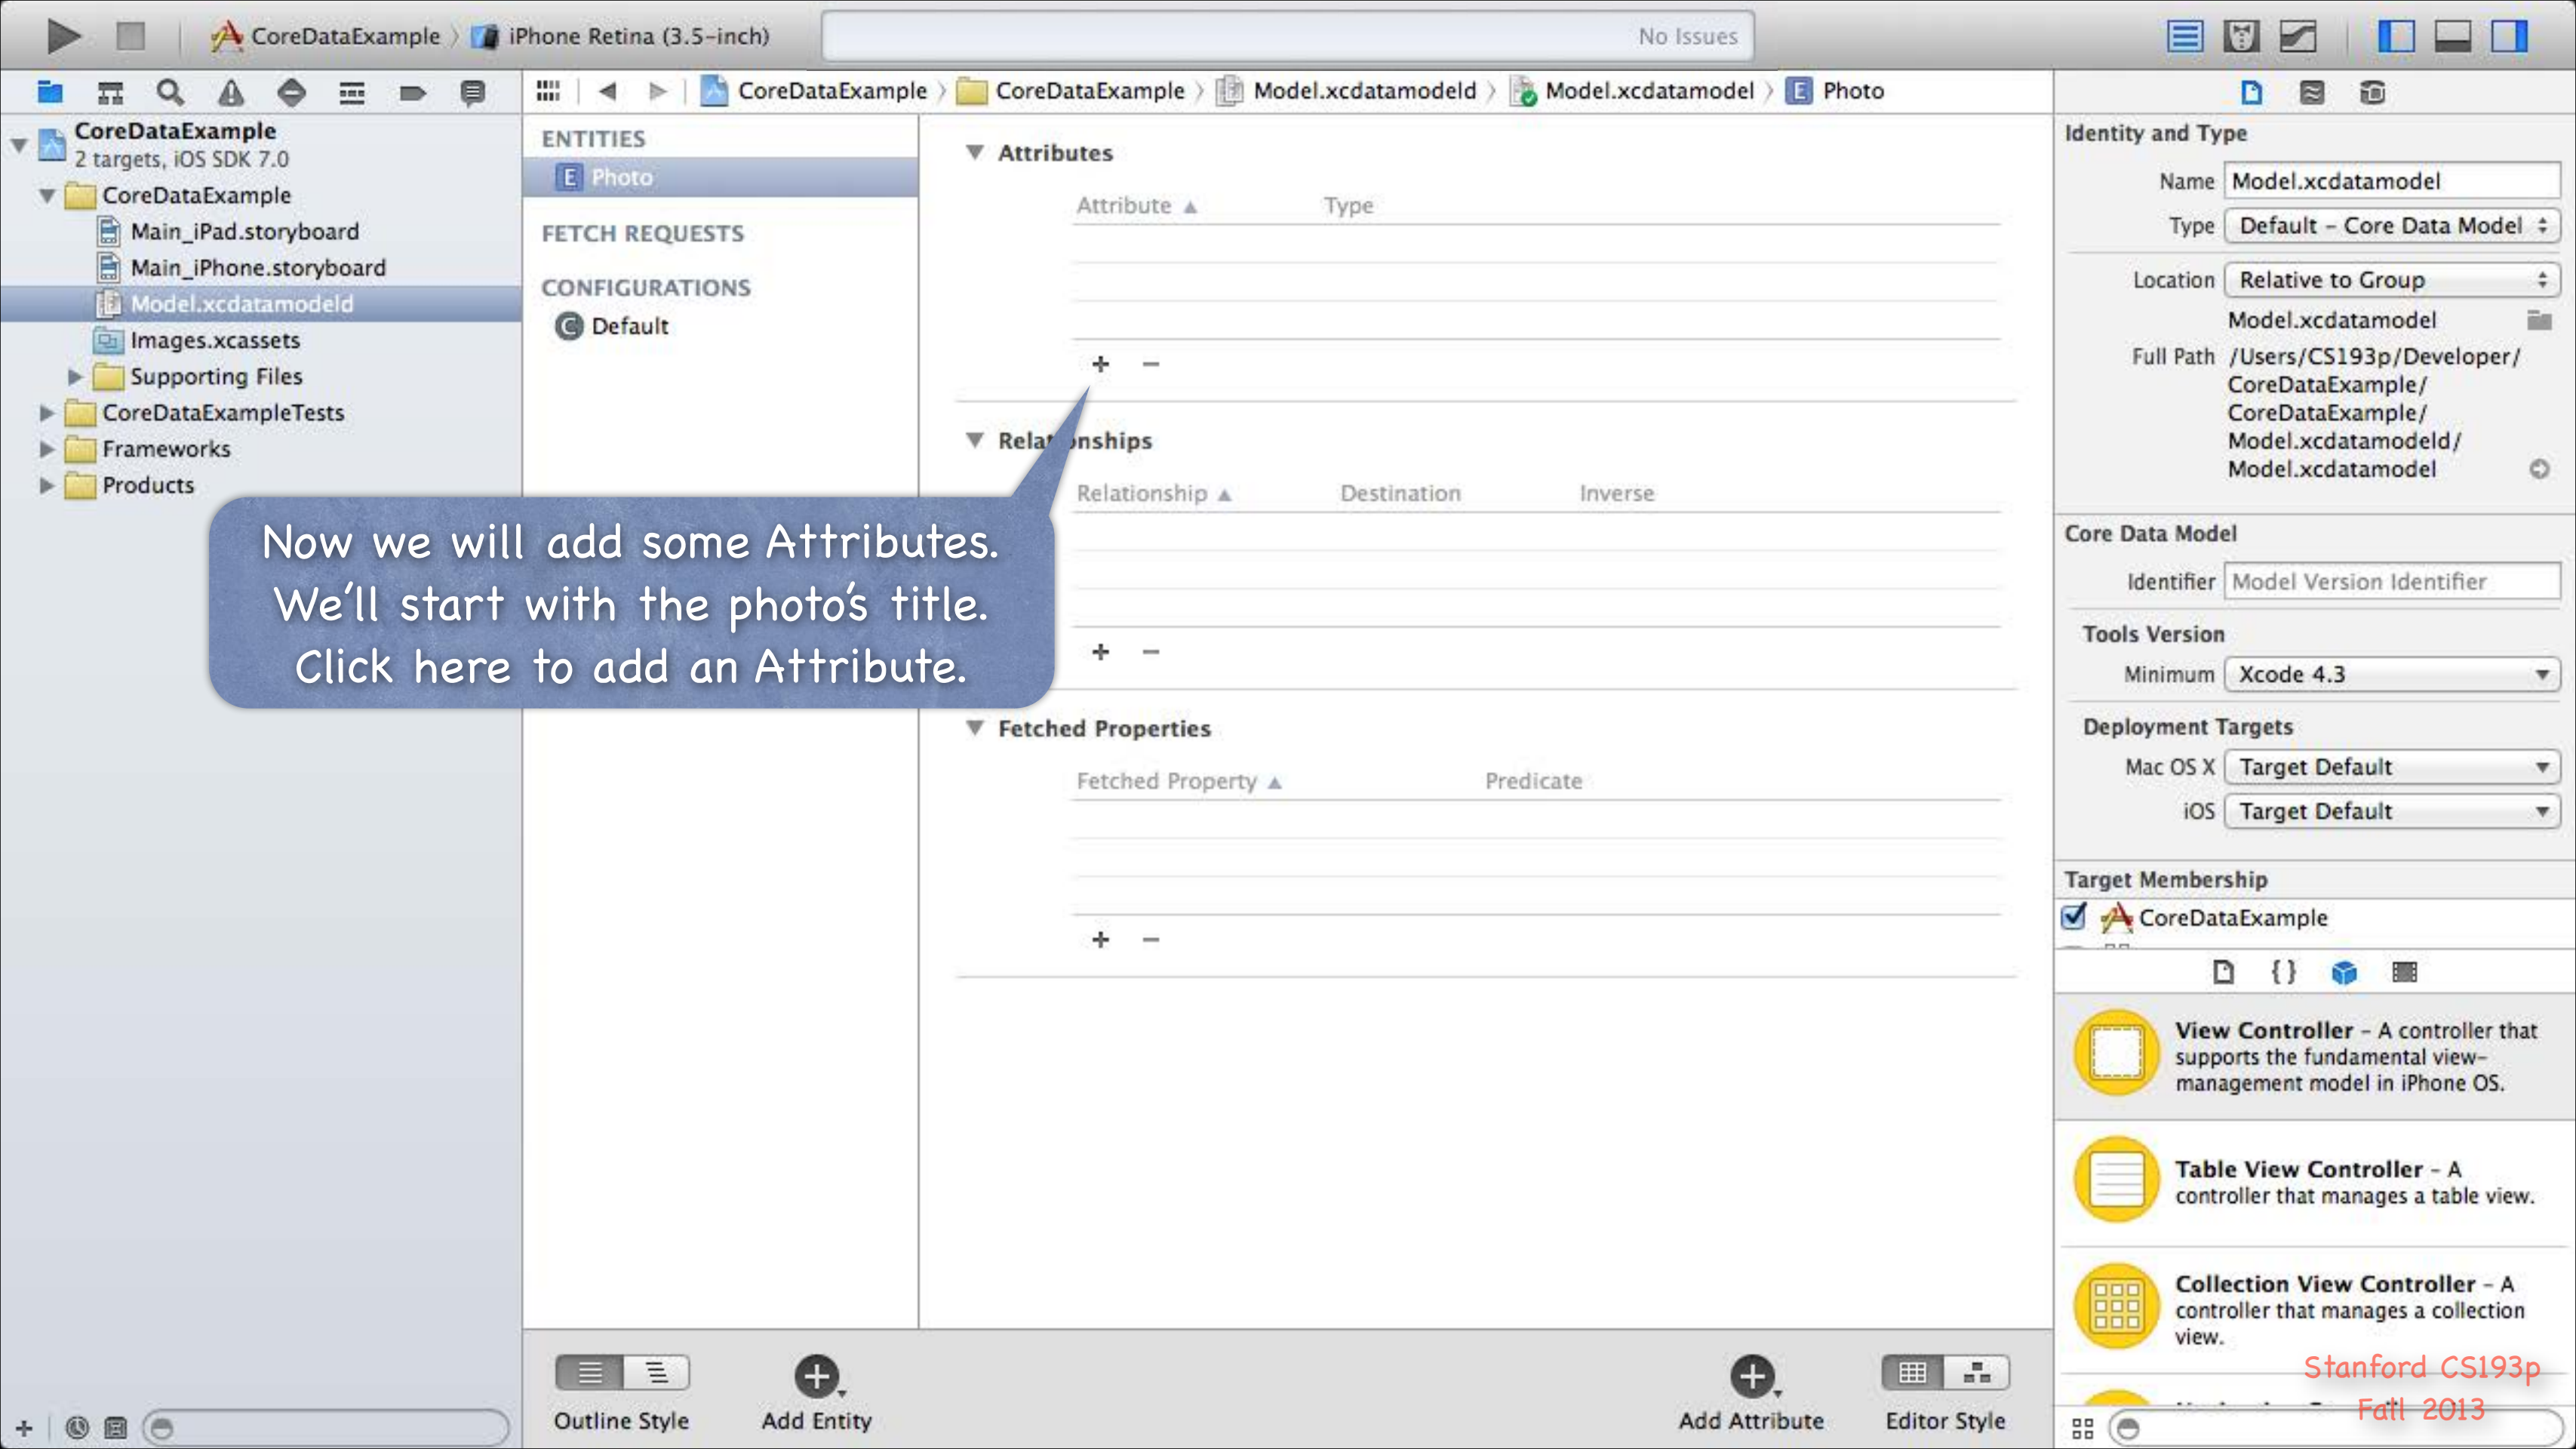 CoreDataExample 〉 iPhone Retina (3.5-inch)
No Issues
CoreDataExample 〉 CoreDataExample 〉 Model.xcdatamodeld 〉 Model.xcdatamodel 〉 E Photo
CoreDataExample
2 targets, iOS SDK 7.0
CoreDataExample
Main_iPad.storyboard
Main_iPhone.storyboard
Model.xcdatamodeld
Images.xcassets
Supporting Files
CoreDataExampleTests
Frameworks
Products
ENTITIES
E Photo
FETCH REQUESTS
CONFIGURATIONS
C Default
Attributes
Attribute Type
+ −
Relationships
Relationship Destination Inverse
+ −
Fetched Properties
Fetched Property Predicate
+ −
Now we will add some Attributes.
We'll start with the photo's title.
Click here to add an Attribute.
Outline Style
Add Entity
Add Attribute
Editor Style
Identity and Type
Name Model.xcdatamodel
Type Default – Core Data Model
Location Relative to Group
Model.xcdatamodel
Full Path /Users/CS193p/Developer/
CoreDataExample/
CoreDataExample/
Model.xcdatamodeld/
Model.xcdatamodel
Core Data Model
Identifier Model Version Identifier
Tools Version
Minimum Xcode 4.3
Deployment Targets
Mac OS X Target Default
iOS Target Default
Target Membership
CoreDataExample
{ }
View Controller – A controller that
supports the fundamental view-
management model in iPhone OS.
Table View Controller – A
controller that manages a table view.
Collection View Controller – A
controller that manages a collection
view.
Stanford CS193p
Fall 2013